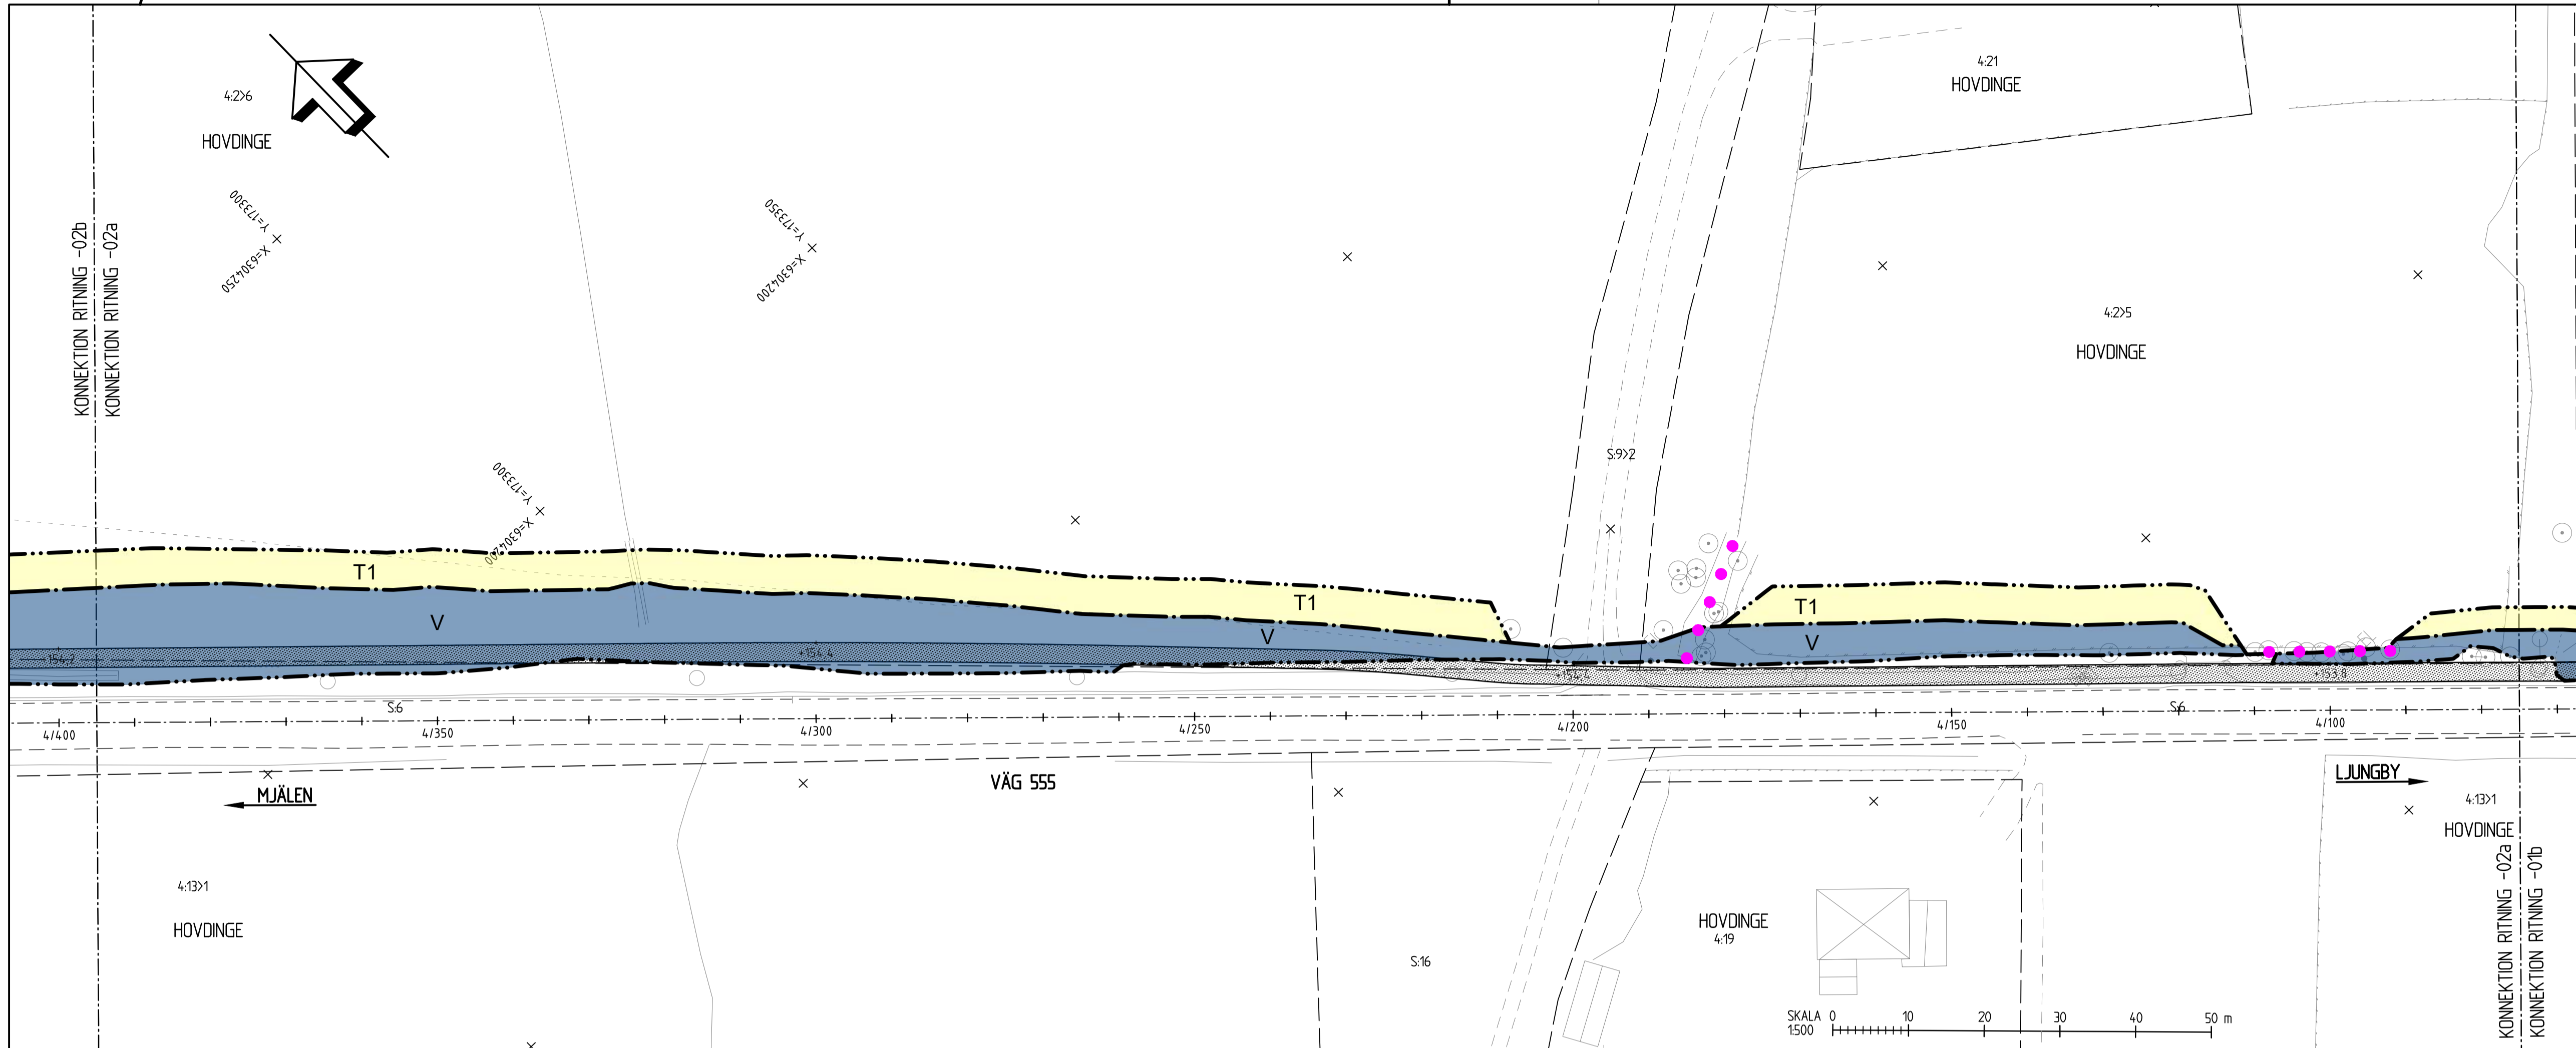 4:2>6
HOVDINGE
4:21
HOVDINGE
KONNEKTION RITNING -02b
KONNEKTION RITNING -02a
Y=173300
X=6304250
Y=173350
X=6304200
4:2>5
HOVDINGE
Y=173300
X=6304200
S:9>2
T1
V
T1
V
T1
V
+154,2
+154,4
+154,4
+153,8
S:6
S:6
4/400
4/350
4/300
4/250
4/200
4/150
4/100
VÄG 555
MJÄLEN
LJUNGBY
4:13>1
HOVDINGE
4:13>1
HOVDINGE
S:16
HOVDINGE
4:19
KONNEKTION RITNING -02a
KONNEKTION RITNING -01b
SKALA 0 10 20 30 40 50 m
1:500